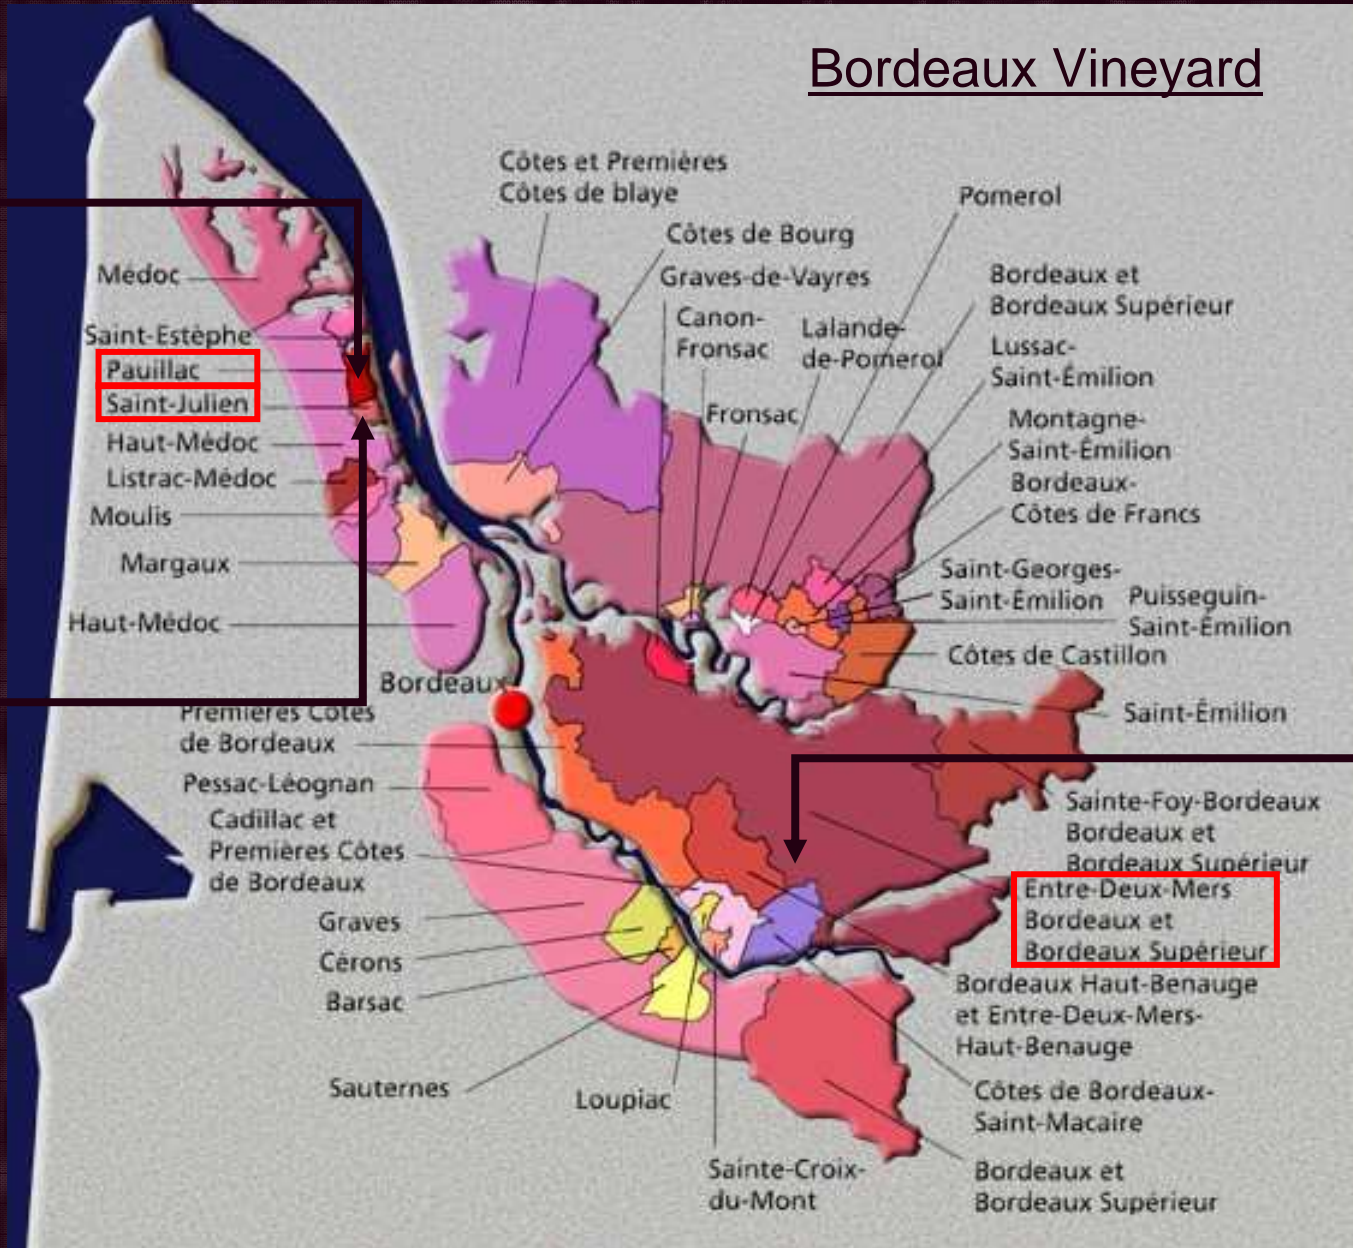 Bordeaux Vineyard
Côtes et Premières
Côtes de blaye
Pomerol
Côtes de Bourg
Graves-de-Vayres
Médoc
Bordeaux et
Bordeaux Supérieur
Canon-
Fronsac
Lalande-
de-Pomerol
Saint-Estèphe
Lussac-
Saint-Émilion
Pauillac
Saint-Julien
Fronsac
Montagne-
Saint-Émilion
Haut-Médoc
Listrac-Médoc
Bordeaux-
Côtes de Francs
Moulis
Margaux
Saint-Georges-
Saint-Émilion
Puisseguin-
Saint-Émilion
Haut-Médoc
Côtes de Castillon
Bordeaux
Saint-Émilion
Premières Côtes
de Bordeaux
Pessac-Léognan
Sainte-Foy-Bordeaux
Bordeaux et
Bordeaux Supérieur
Cadillac et
Premières Côtes
de Bordeaux
Entre-Deux-Mers
Bordeaux et
Bordeaux Supérieur
Graves
Cérons
Barsac
Bordeaux Haut-Benauge
et Entre-Deux-Mers-
Haut-Benauge
Sauternes
Loupiac
Côtes de Bordeaux-
Saint-Macaire
Sainte-Croix-
du-Mont
Bordeaux et
Bordeaux Supérieur